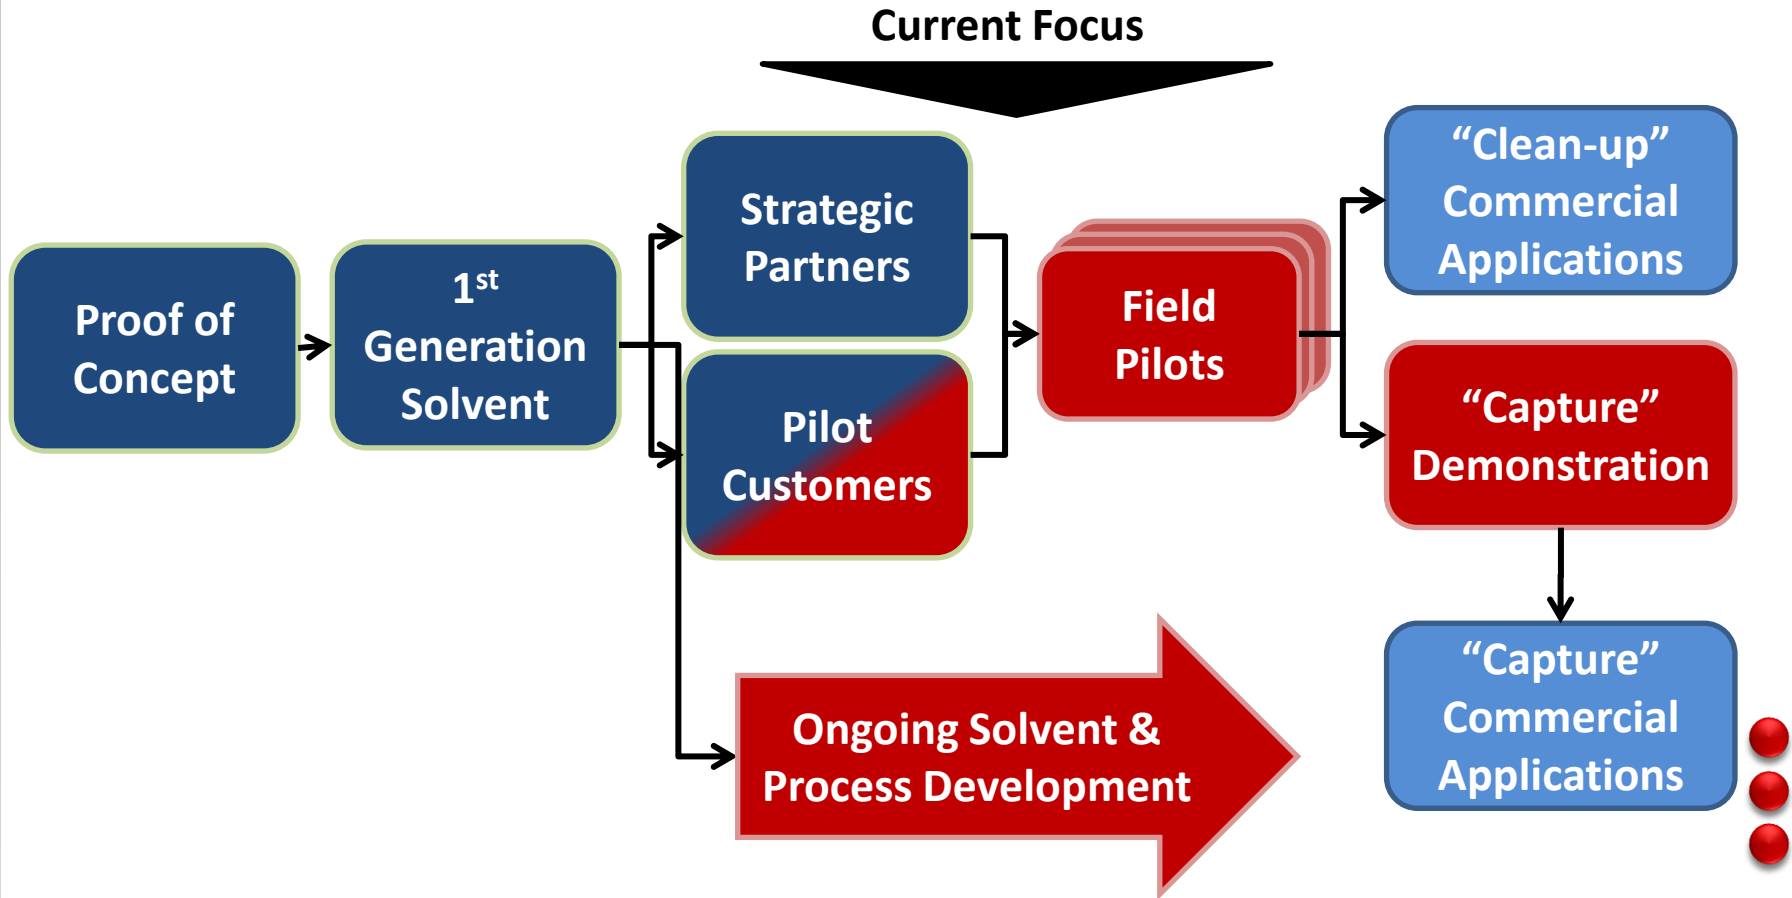 Current Focus
Proof of
Concept
1st
Generation
Solvent
Strategic
Partners
Pilot
Customers
Field
Pilots
“Clean-up”
Commercial
Applications
“Capture”
Demonstration
“Capture”
Commercial
Applications
Ongoing Solvent &
Process Development